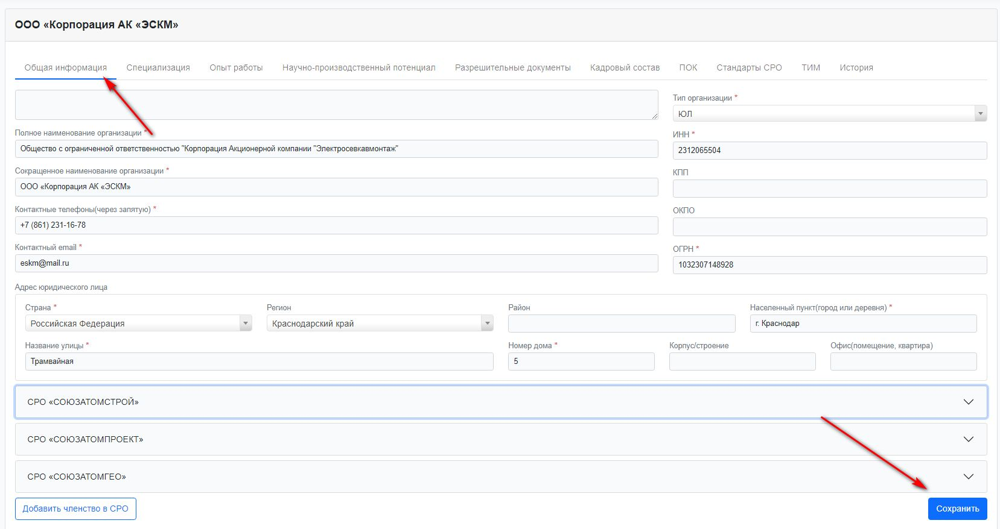 ООО «Корпорация АК «ЭСКМ»
Общая информация Специализация Опыт работы Научно-производственный потенциал Разрешительные документы Кадровый состав ПОК Стандарты СРО ТИМ История
Тип организации *
ЮЛ
Полное наименование организации *
Общество с ограниченной ответственностью "Корпорация Акционерной компании "Электросевкавмонтаж"
ИНН *
2312065504
Сокращенное наименование организации *
ООО «Корпорация АК «ЭСКМ»
КПП
Контактные телефоны(через запятую) *
+7 (861) 231-16-78
ОКПО
Контактный email *
eskm@mail.ru
ОГРН *
1032307148928
Адрес юридического лица
Страна * Регион Район Населенный пункт(город или деревня) *
Российская Федерация Краснодарский край г. Краснодар
Название улицы * Номер дома * Корпус/строение Офис(помещение, квартира)
Трамвайная 5
СРО «СОЮЗАТОМСТРОЙ»
СРО «СОЮЗАТОМПРОЕКТ»
СРО «СОЮЗАТОМГЕО»
Добавить членство в СРО Сохранить